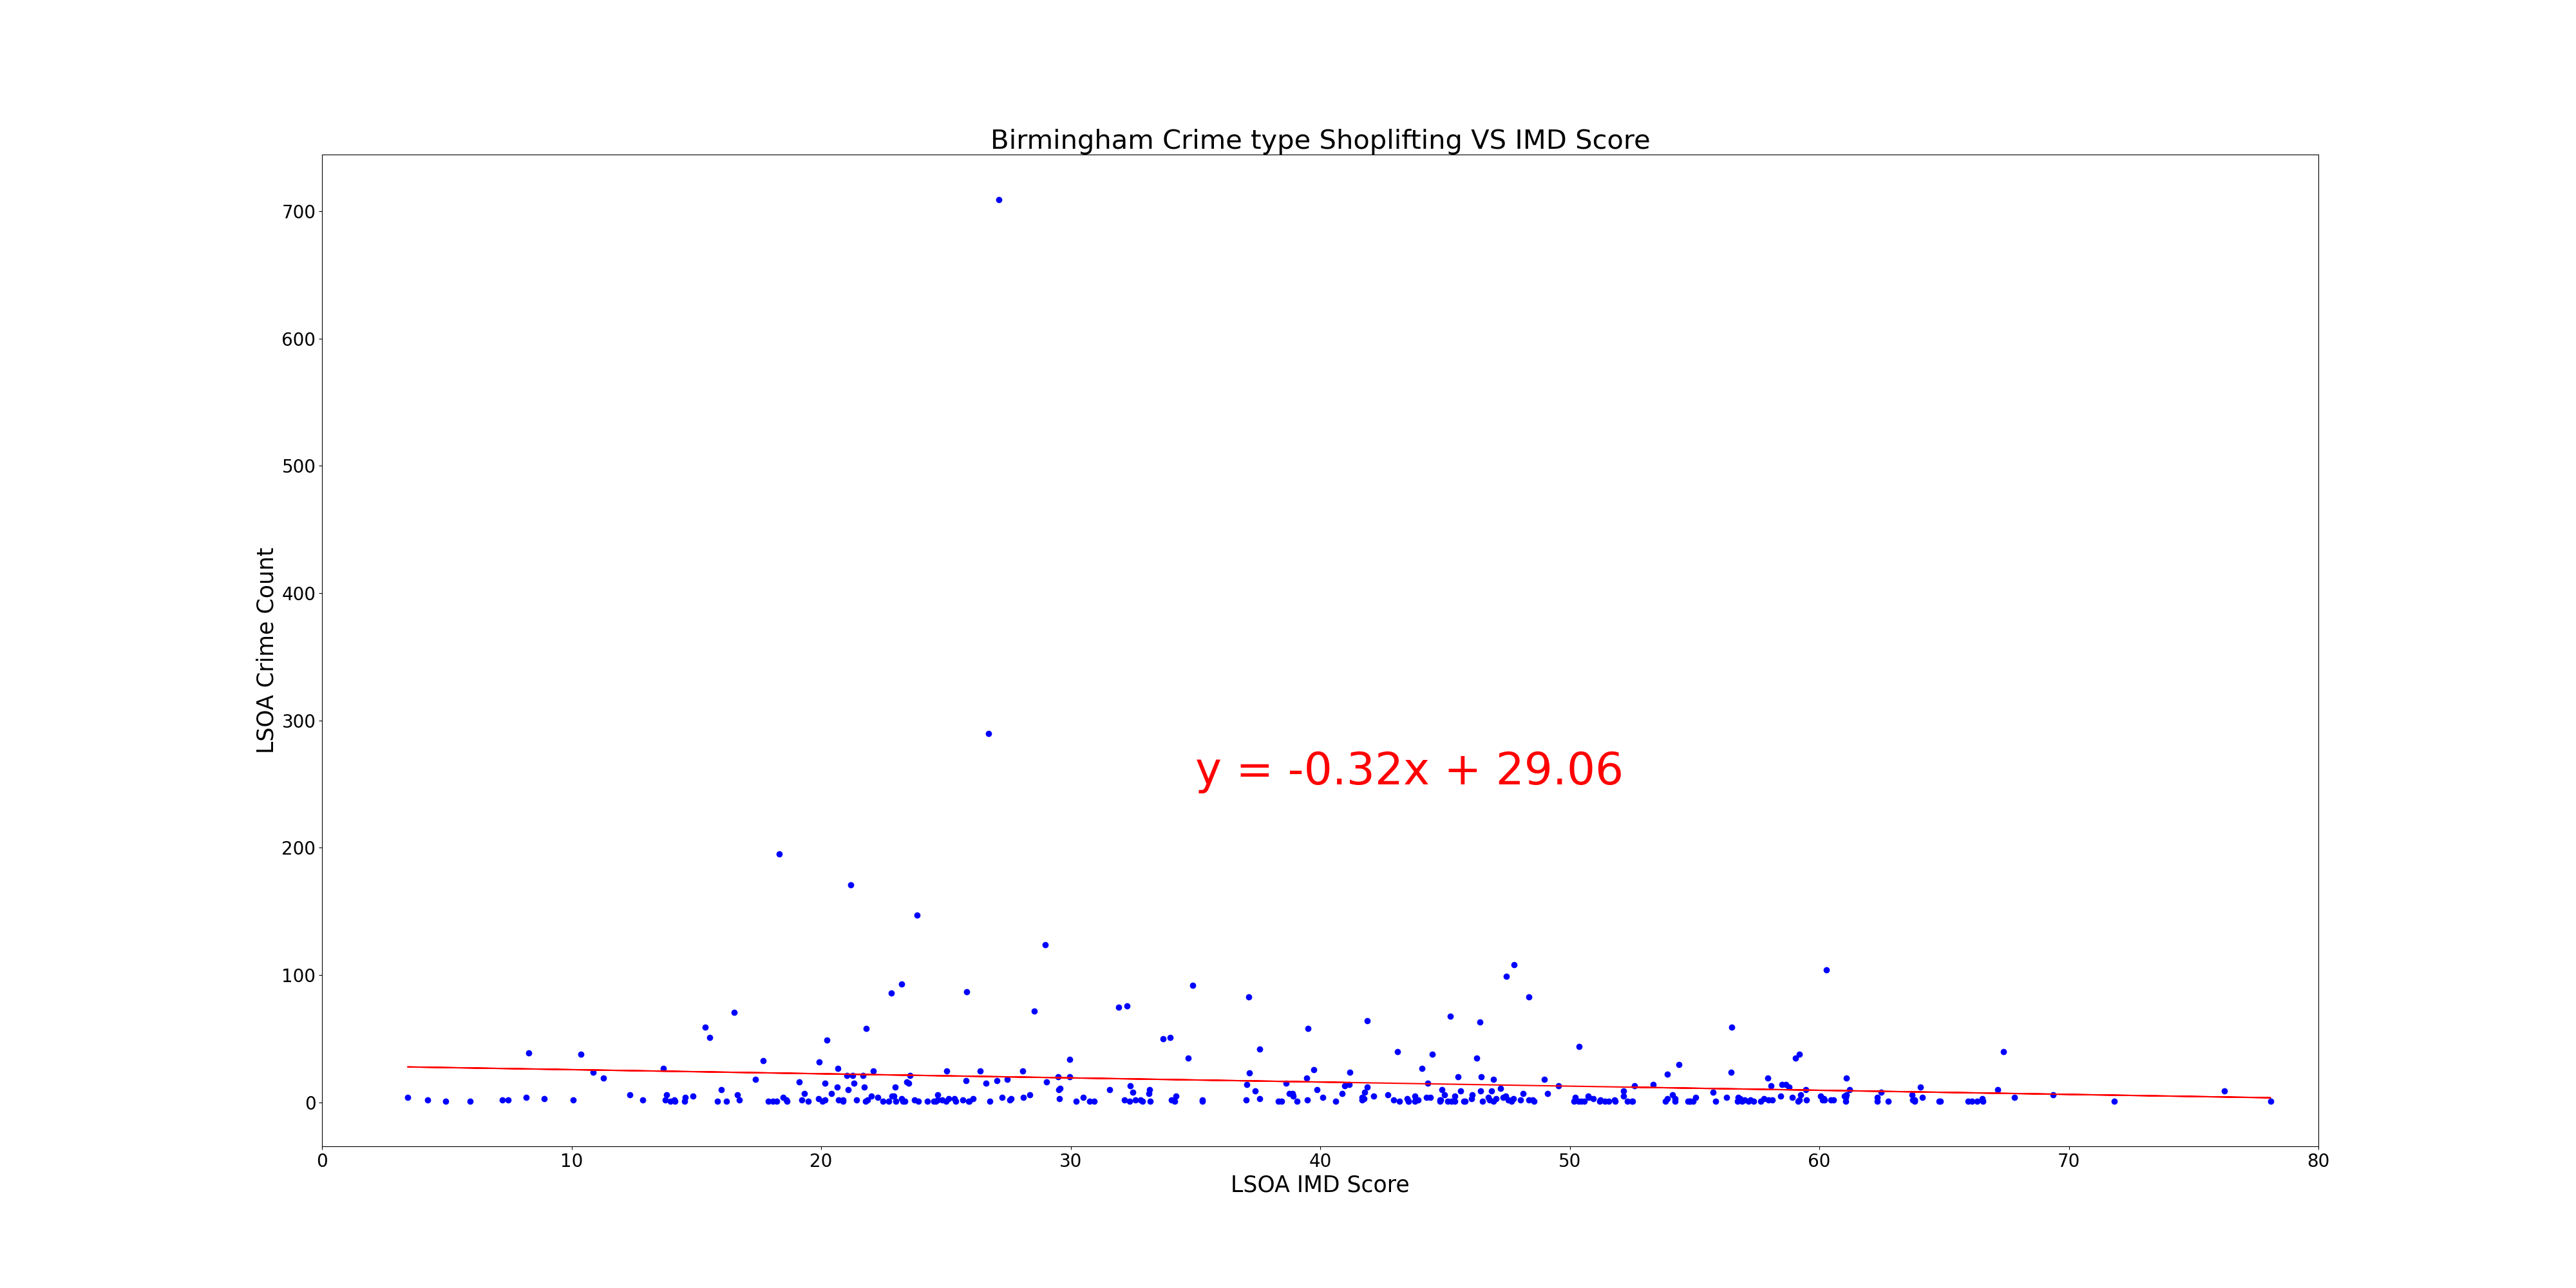 Birmingham Crime type Shoplifting VS IMD Score
700
600
500
400
300
200
100
0
LSOA Crime Count
y = -0.32x + 29.06
0 10 20 30 40 50 60 70 80
LSOA IMD Score